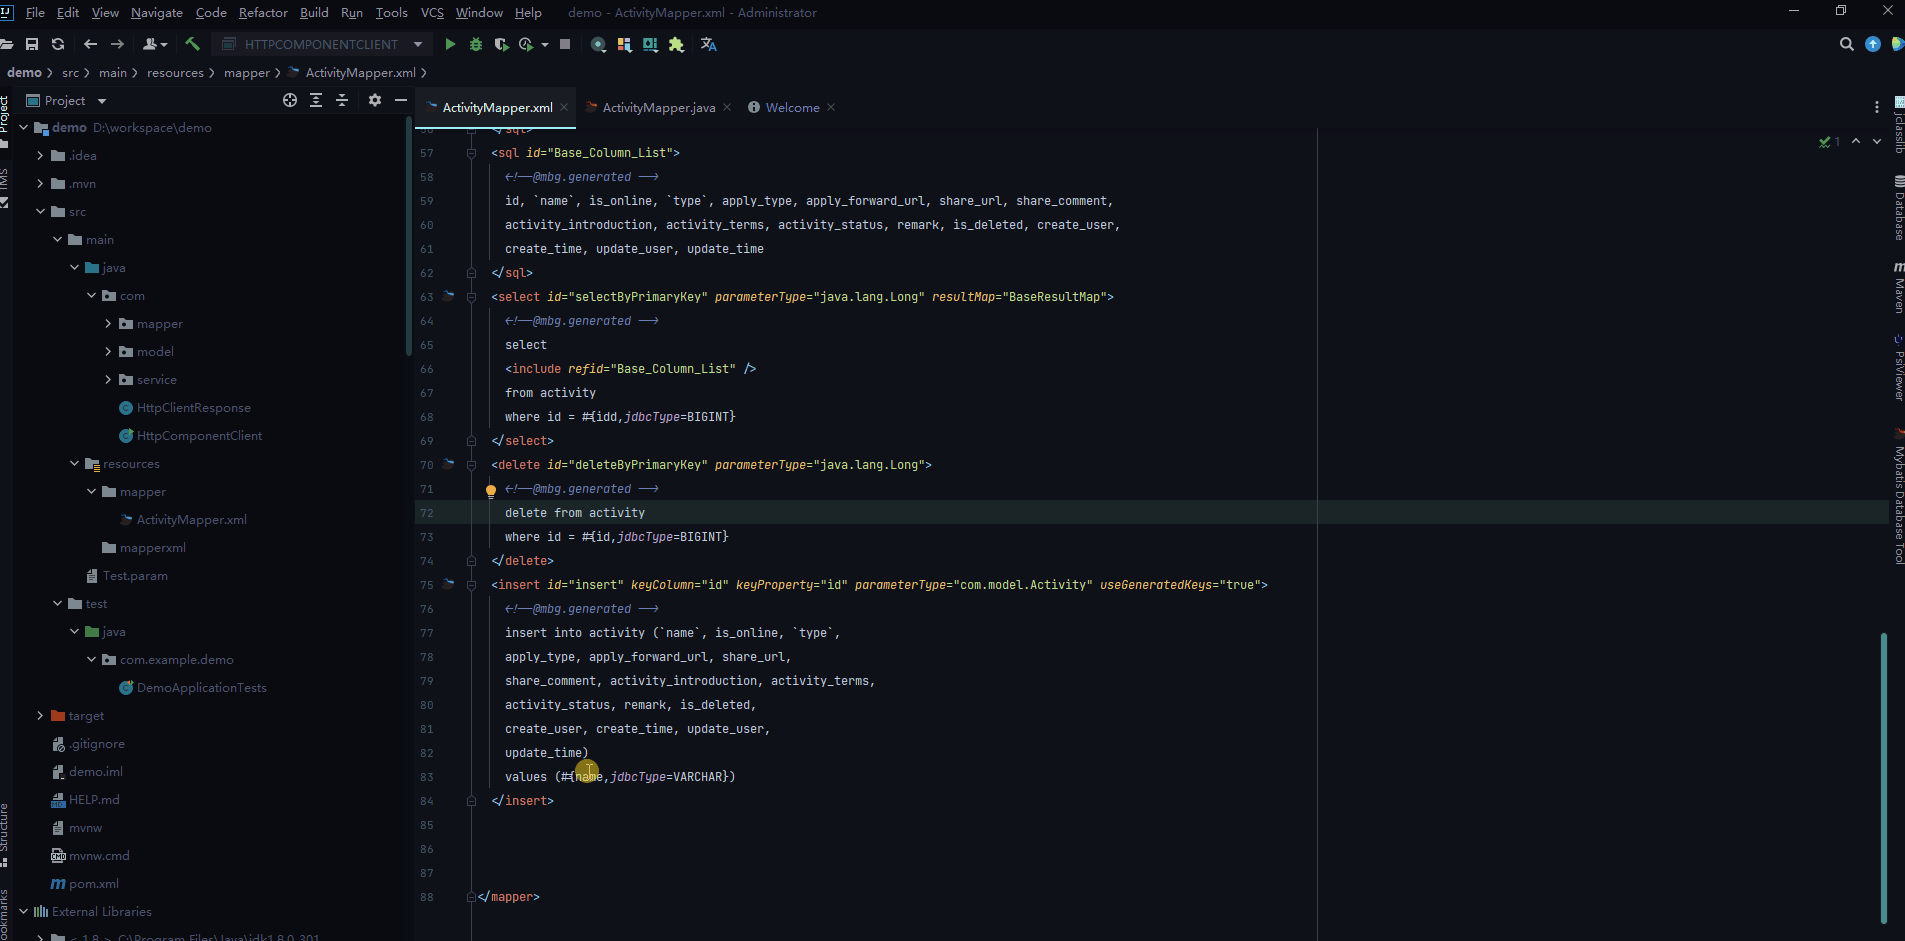 File Edit View Navigate Code Refactor Build Run Tools VCS Window Help demo - ActivityMapper.xml - Administrator
HTTPCOMPONENTCLIENT
demo > src > main > resources > mapper > ActivityMapper.xml >
Project
ActivityMapper.xml ActivityMapper.java Welcome
Project
TMS
Structure
demo D:\workspace\demo
.idea
.mvn
src
main
java
com
mapper
model
service
HttpClientResponse
HttpComponentClient
resources
mapper
ActivityMapper.xml
mapperxml
Test.param
test
java
com.example.demo
DemoApplicationTests
target
.gitignore
demo.iml
HELP.md
mvnw
mvnw.cmd
pom.xml
External Libraries
< 1.8 > C:\Program Files\Java\jdk1.8.0_301
56 </sql>
57 <sql id="Base_Column_List">
58 <!--@mbg.generated -->
59 id, `name`, is_online, `type`, apply_type, apply_forward_url, share_url, share_comment,
60 activity_introduction, activity_terms, activity_status, remark, is_deleted, create_user,
61 create_time, update_user, update_time
62 </sql>
63 <select id="selectByPrimaryKey" parameterType="java.lang.Long" resultMap="BaseResultMap">
64 <!--@mbg.generated -->
65 select
66 <include refid="Base_Column_List" />
67 from activity
68 where id = #{idd,jdbcType=BIGINT}
69 </select>
70 <delete id="deleteByPrimaryKey" parameterType="java.lang.Long">
71 <!--@mbg.generated -->
72 delete from activity
73 where id = #{id,jdbcType=BIGINT}
74 </delete>
75 <insert id="insert" keyColumn="id" keyProperty="id" parameterType="com.model.Activity" useGeneratedKeys="true">
76 <!--@mbg.generated -->
77 insert into activity (`name`, is_online, `type`,
78 apply_type, apply_forward_url, share_url,
79 share_comment, activity_introduction, activity_terms,
80 activity_status, remark, is_deleted,
81 create_user, create_time, update_user,
82 update_time)
83 values (#{name,jdbcType=VARCHAR})
84 </insert>
85
86
87
88 </mapper>
1
jclasslib
Database
Maven
PsiViewer
Mybatis Database Tool